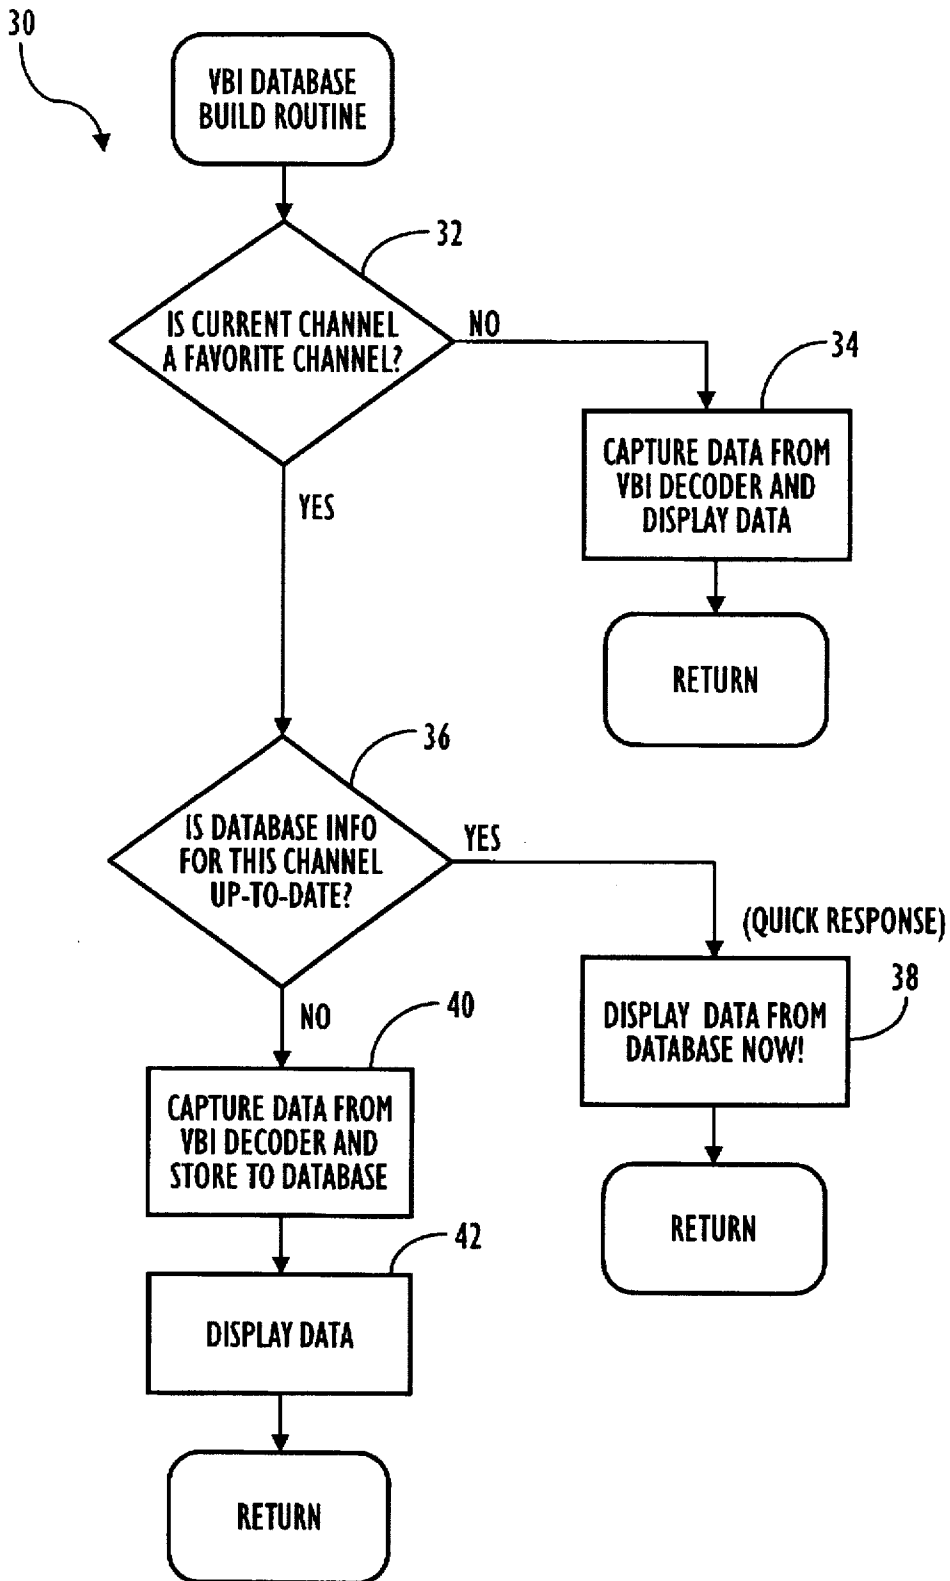 30
VBI DATABASE
BUILD ROUTINE
32
IS CURRENT CHANNEL
A FAVORITE CHANNEL?
NO
34
CAPTURE DATA FROM
VBI DECODER AND
DISPLAY DATA
YES
RETURN
36
IS DATABASE INFO
FOR THIS CHANNEL
UP-TO-DATE?
YES
(QUICK RESPONSE)
38
DISPLAY DATA FROM
DATABASE NOW!
NO
40
CAPTURE DATA FROM
VBI DECODER AND
STORE TO DATABASE
RETURN
42
DISPLAY DATA
RETURN